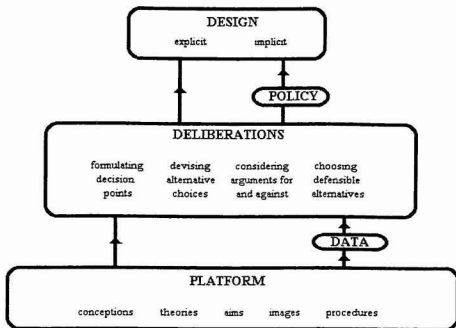 DESIGN
explicit implicit
POLICY
DELIBERATIONS
formulating devising considering choosing
decision alternative arguments for defensible
points choices and against alternatives
DATA
PLATFORM
conceptions theories aims images procedures